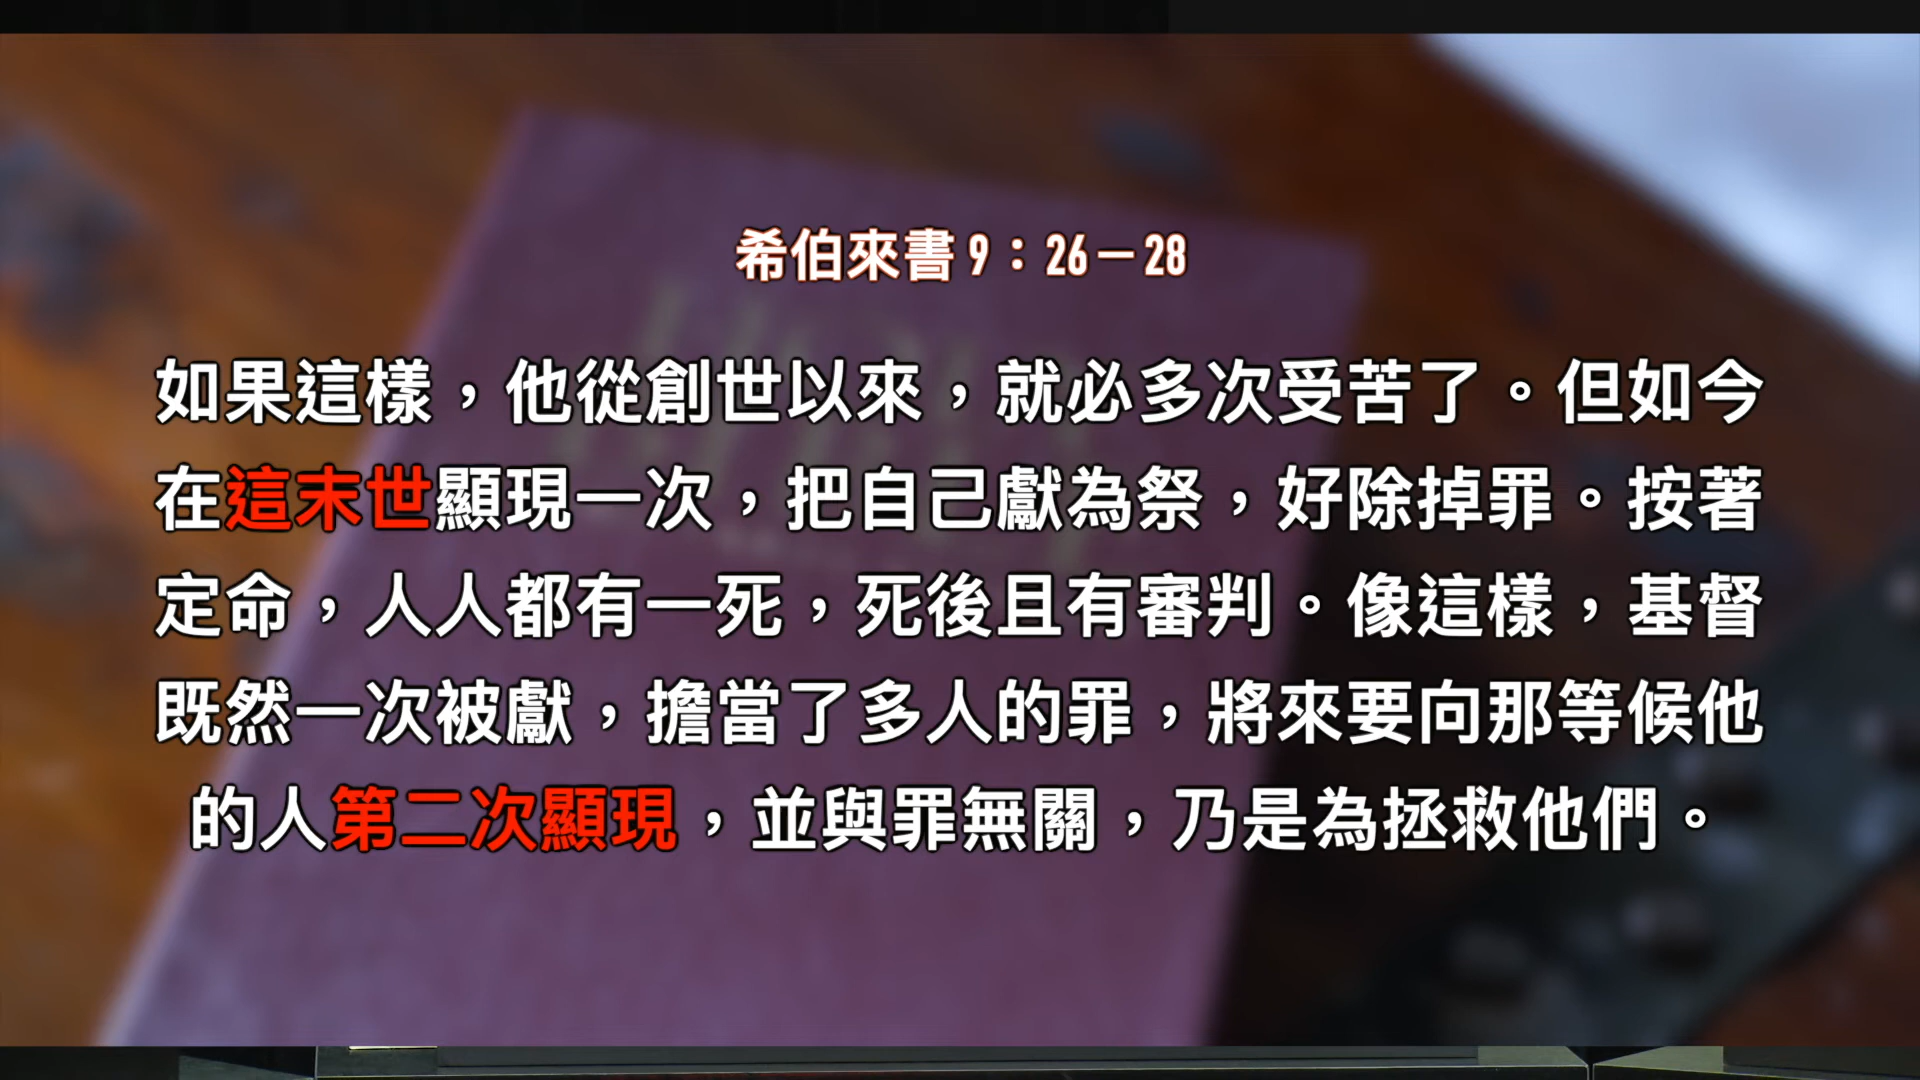 希伯來書9：26－28
如果這樣，他從創世以來，就必多次受苦了。但如今
在這末世顯現一次，把自己獻為祭，好除掉罪。按著
定命，人人都有一死，死後且有審判。像這樣，基督
既然一次被獻，擔當了多人的罪，將來要向那等候他
的人第二次顯現，並與罪無關，乃是為拯救他們。